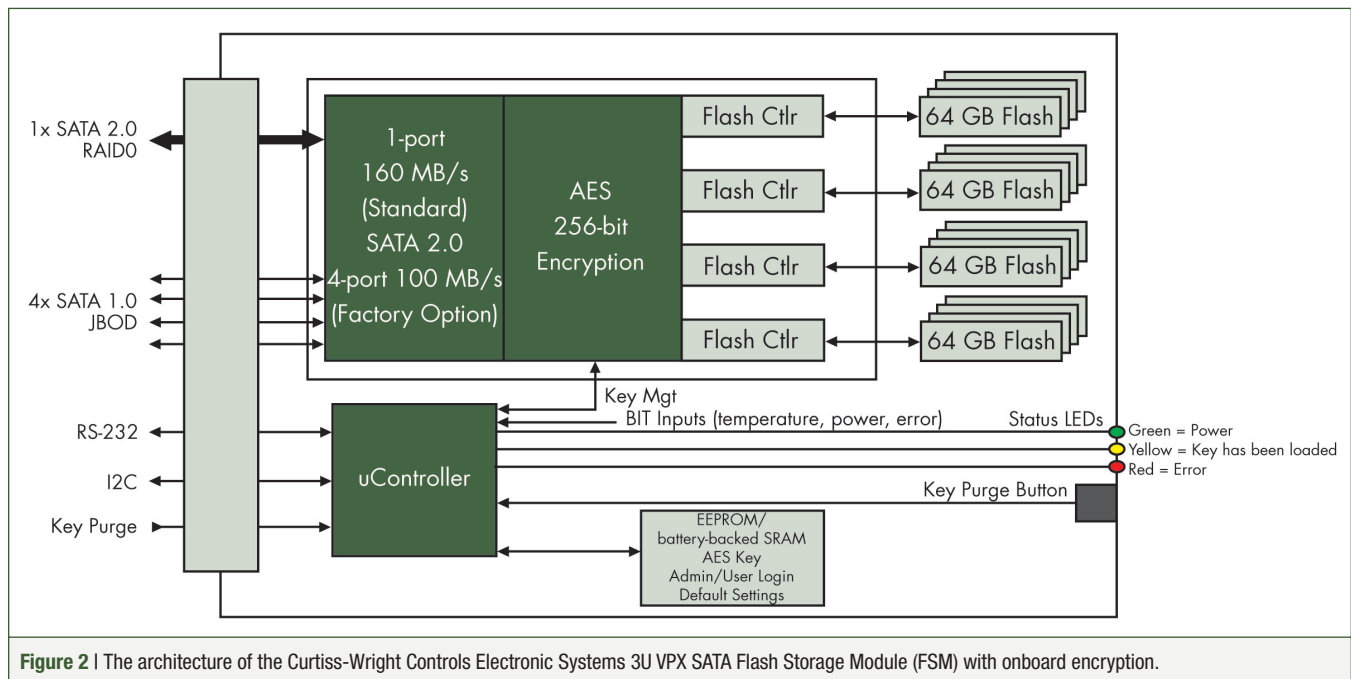 1x SATA 2.0
RAID0
4x SATA 1.0
JBOD
RS-232
I2C
Key Purge
1-port
160 MB/s
(Standard)
SATA 2.0
4-port 100 MB/s
(Factory Option)
AES
256-bit
Encryption
Flash Ctlr
64 GB Flash
Flash Ctlr
64 GB Flash
Flash Ctlr
64 GB Flash
Flash Ctlr
64 GB Flash
Key Mgt
BIT Inputs (temperature, power, error)
Status LEDs
Green = Power
Yellow = Key has been loaded
Red = Error
uController
Key Purge Button
EEPROM/
battery-backed SRAM
AES Key
Admin/User Login
Default Settings
Figure 2 | The architecture of the Curtiss-Wright Controls Electronic Systems 3U VPX SATA Flash Storage Module (FSM) with onboard encryption.